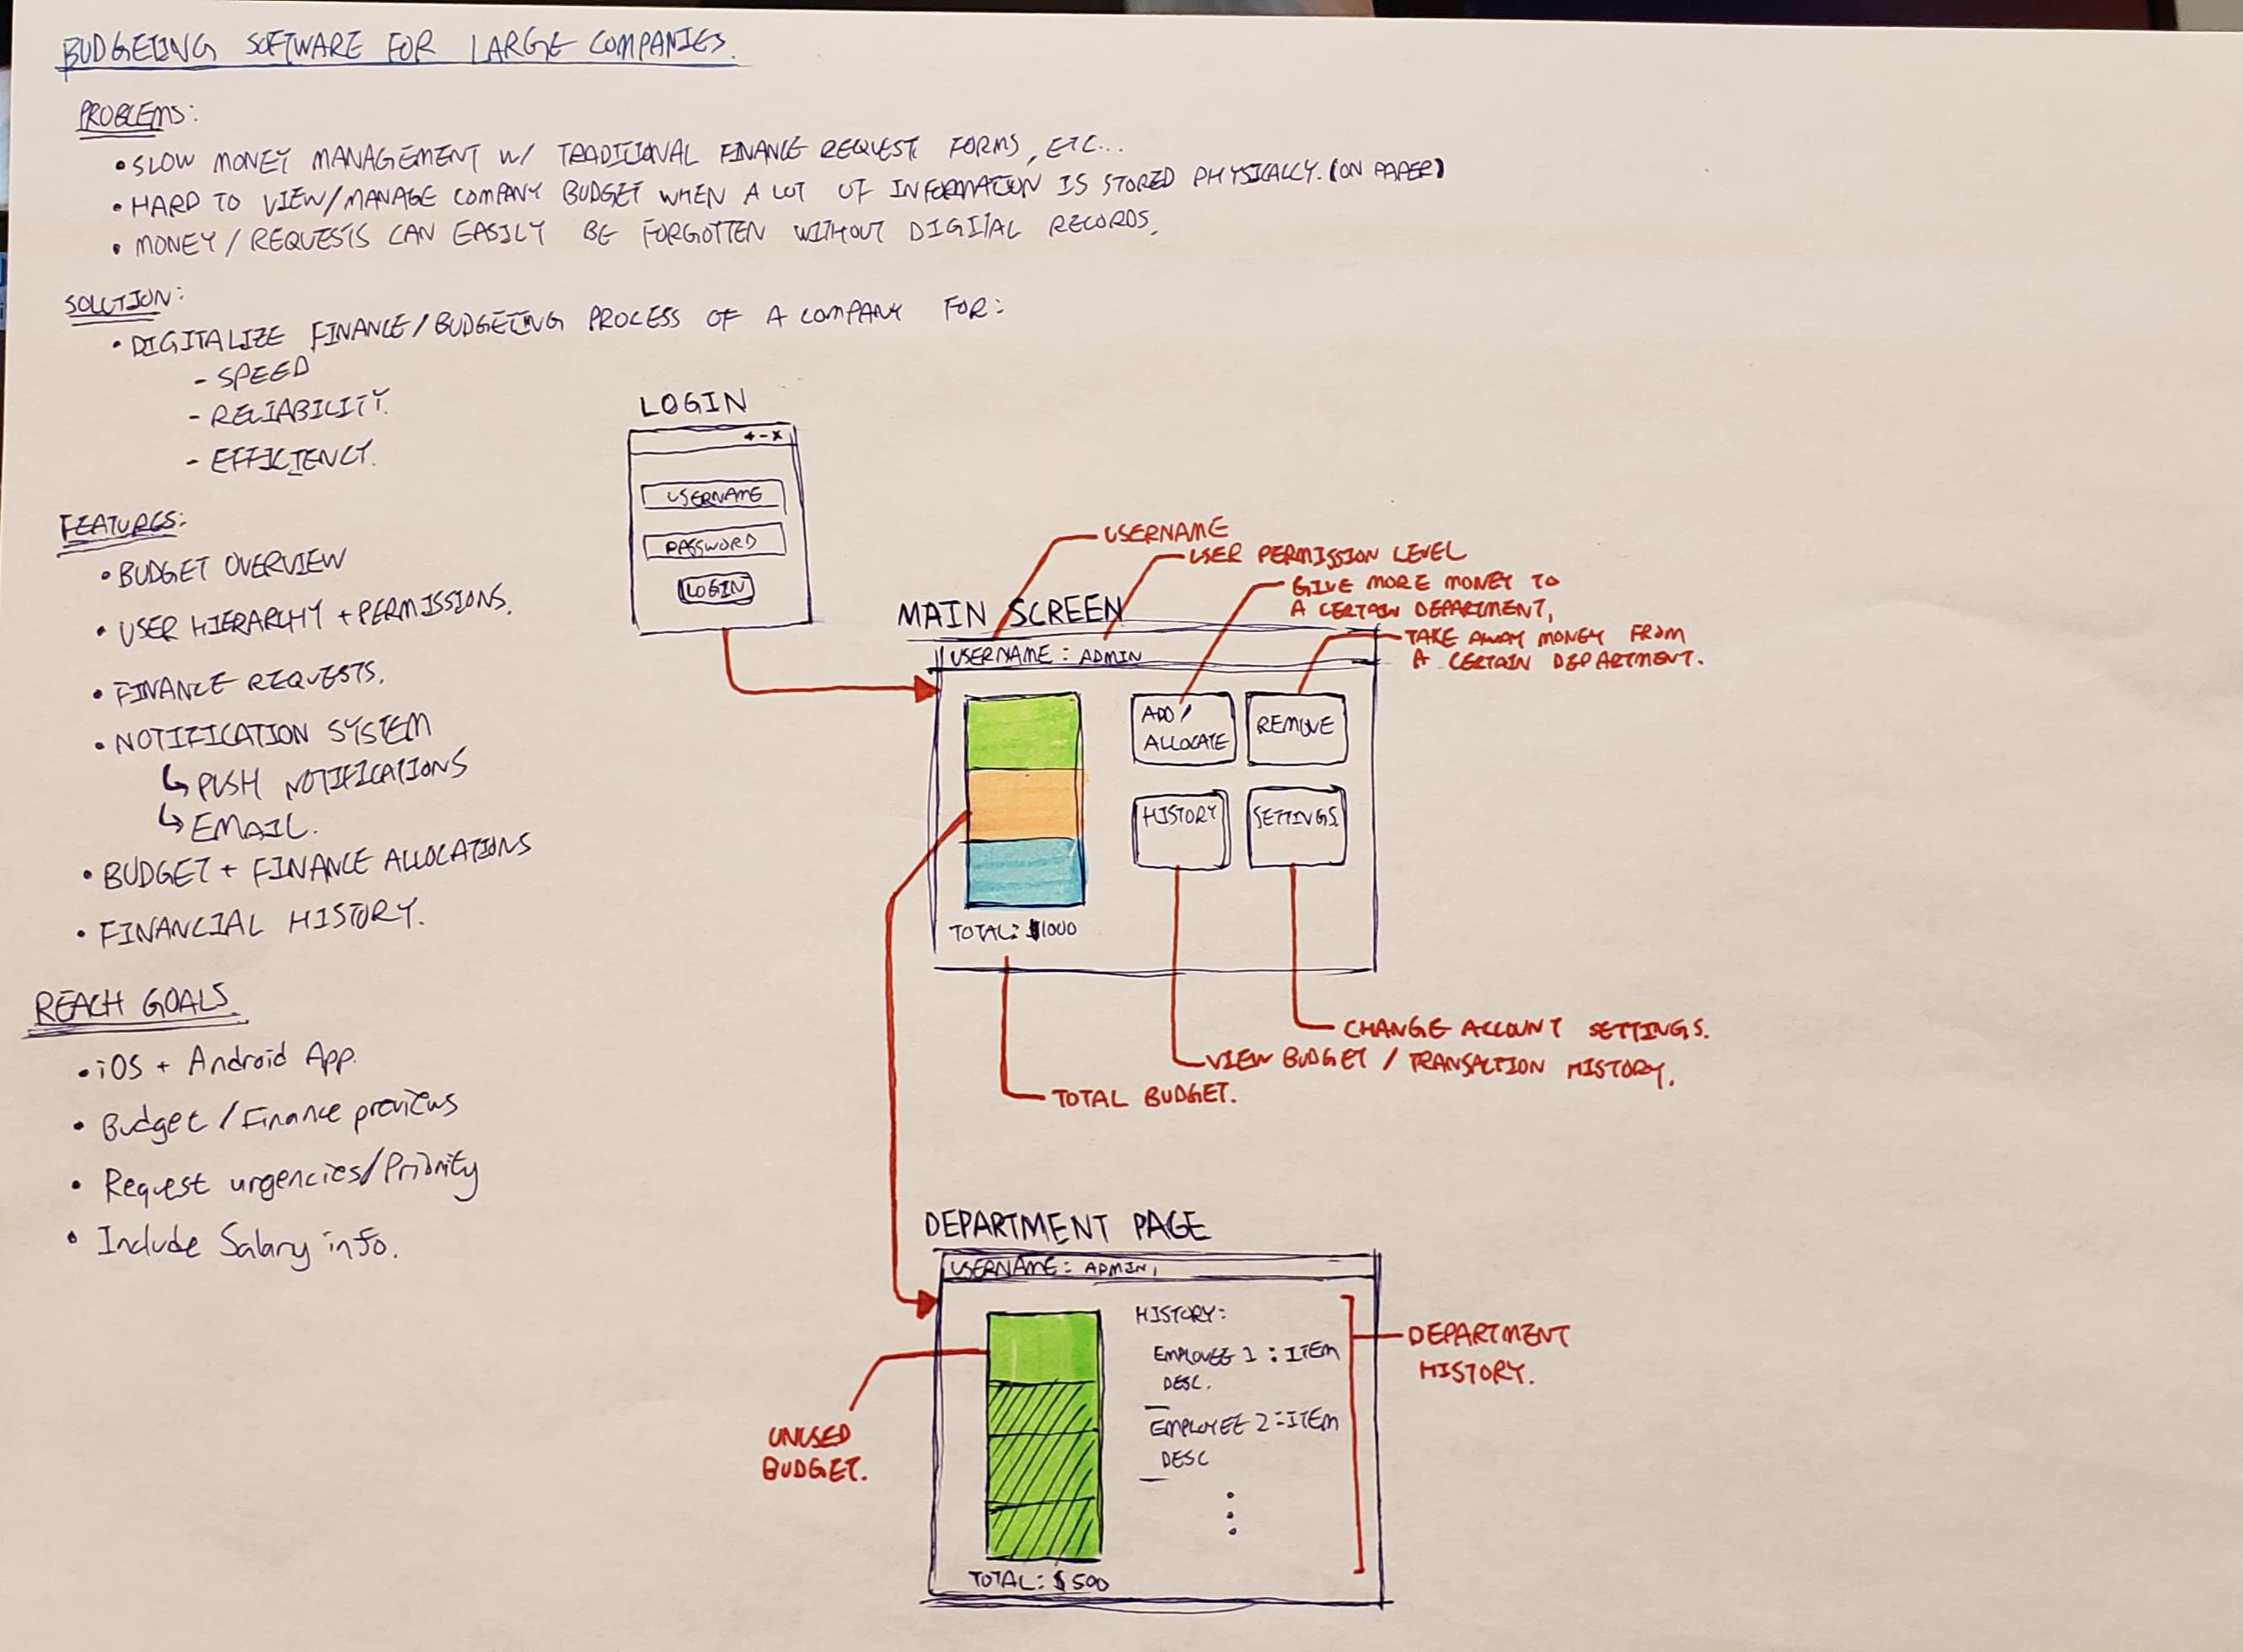 BUDGETING SOFTWARE FOR LARGE COMPANIES.
PROBLEMS:
• SLOW MONEY MANAGEMENT W/ TRADITIONAL FINANCE REQUEST FORMS, ETC...
• HARD TO VIEW/MANAGE COMPANY BUDGET WHEN A LOT OF INFORMATION IS STORED PHYSICALLY. (ON PAPER)
• MONEY / REQUESTS CAN EASILY BE FORGOTTEN WITHOUT DIGITAL RECORDS.
SOLUTION:
• DIGITALIZE FINANCE/BUDGETING PROCESS OF A COMPANY FOR:
- SPEED
- RELIABILITY.
- EFFICIENCY.
FEATURES:
• BUDGET OVERVIEW
• USER HIERARCHY + PERMISSIONS.
• FINANCE REQUESTS.
• NOTIFICATION SYSTEM
↳ PUSH NOTIFICATIONS
↳ EMAIL.
• BUDGET + FINANCE ALLOCATIONS
• FINANCIAL HISTORY.
REACH GOALS
• iOS + Android App.
• Budget / Finance previews
• Request urgencies/Priority
• Include Salary info.
LOGIN
+ - x
USERNAME
PASSWORD
LOGIN
USERNAME
USER PERMISSION LEVEL
GIVE MORE MONEY TO
A CERTAIN DEPARTMENT,
TAKE AWAY MONEY FROM
A CERTAIN DEPARTMENT.
MAIN SCREEN
USERNAME : ADMIN
ADD /
ALLOCATE
REMOVE
HISTORY
SETTINGS
TOTAL: $1000
CHANGE ACCOUNT SETTINGS.
VIEW BUDGET / TRANSACTION HISTORY.
TOTAL BUDGET.
DEPARTMENT PAGE
USERNAME : ADMIN
HISTORY:
EMPLOYEE 1 : ITEM
DESC.
EMPLOYEE 2 : ITEM
DESC
TOTAL: $500
DEPARTMENT
HISTORY.
UNUSED
BUDGET.